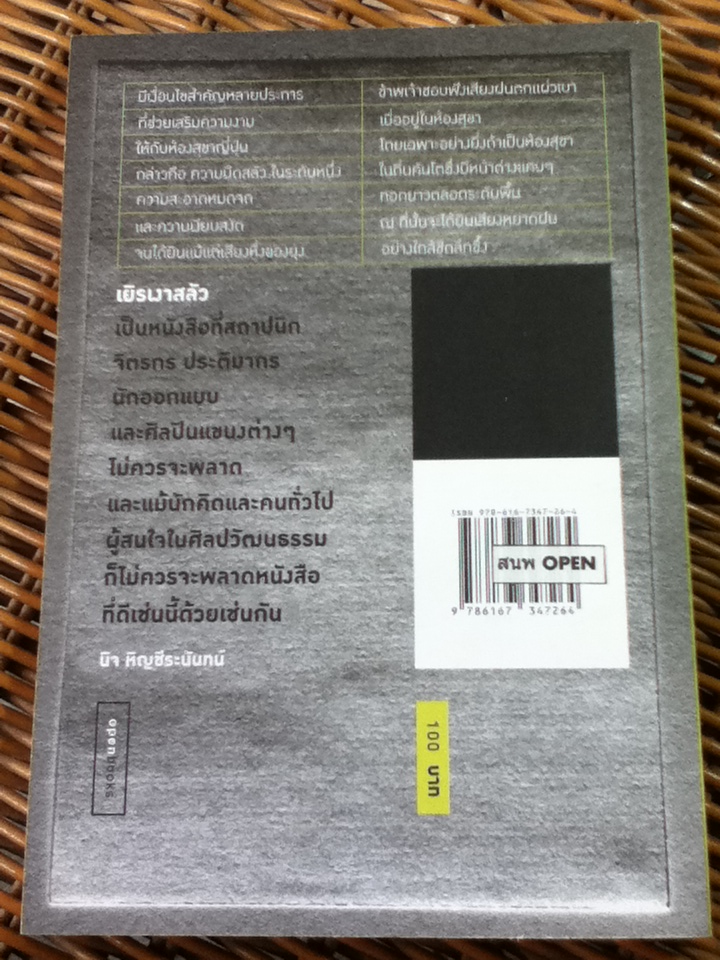 มีเงื่อนไขสำคัญหลายประการ
ที่ช่วยเสริมความงาม
ให้กับห้องสุขาญี่ปุ่น
กล่าวคือ ความมืดสลัวในระดับหนึ่ง
ความสะอาดหมดจด
และความเงียบสงัด
จนได้ยินแม้แต่เสียงหึ่งของยุง
ข้าพเจ้าชอบฟังเสียงฝนตกแผ่วเบา
เมื่ออยู่ในห้องสุขา
โดยเฉพาะอย่างยิ่งถ้าเป็นห้องสุขา
ในถิ่นคันโตซึ่งมีหน้าต่างแคบๆ
ทอดยาวตลอดระดับพื้น
ณ ที่นั้นจะได้ยินเสียงหยาดฝน
อย่างใกล้ชิดลึกซึ้ง
เยิรเงาสลัว
เป็นหนังสือที่สถาปนิก
จิตรกร ประติมากร
นักออกแบบ
และศิลปินแขนงต่างๆ
ไม่ควรจะพลาด
และแม้นักคิดและคนทั่วไป
ผู้สนใจในศิลปวัฒนธรรม
ก็ไม่ควรจะพลาดหนังสือ
ที่ดีเช่นนี้ด้วยเช่นกัน
นิจ หิญชีระนันทน์
ISBN 978-616-7347-26-4
สนพ OPEN
9 786167 347264
openbooks
100 บาท